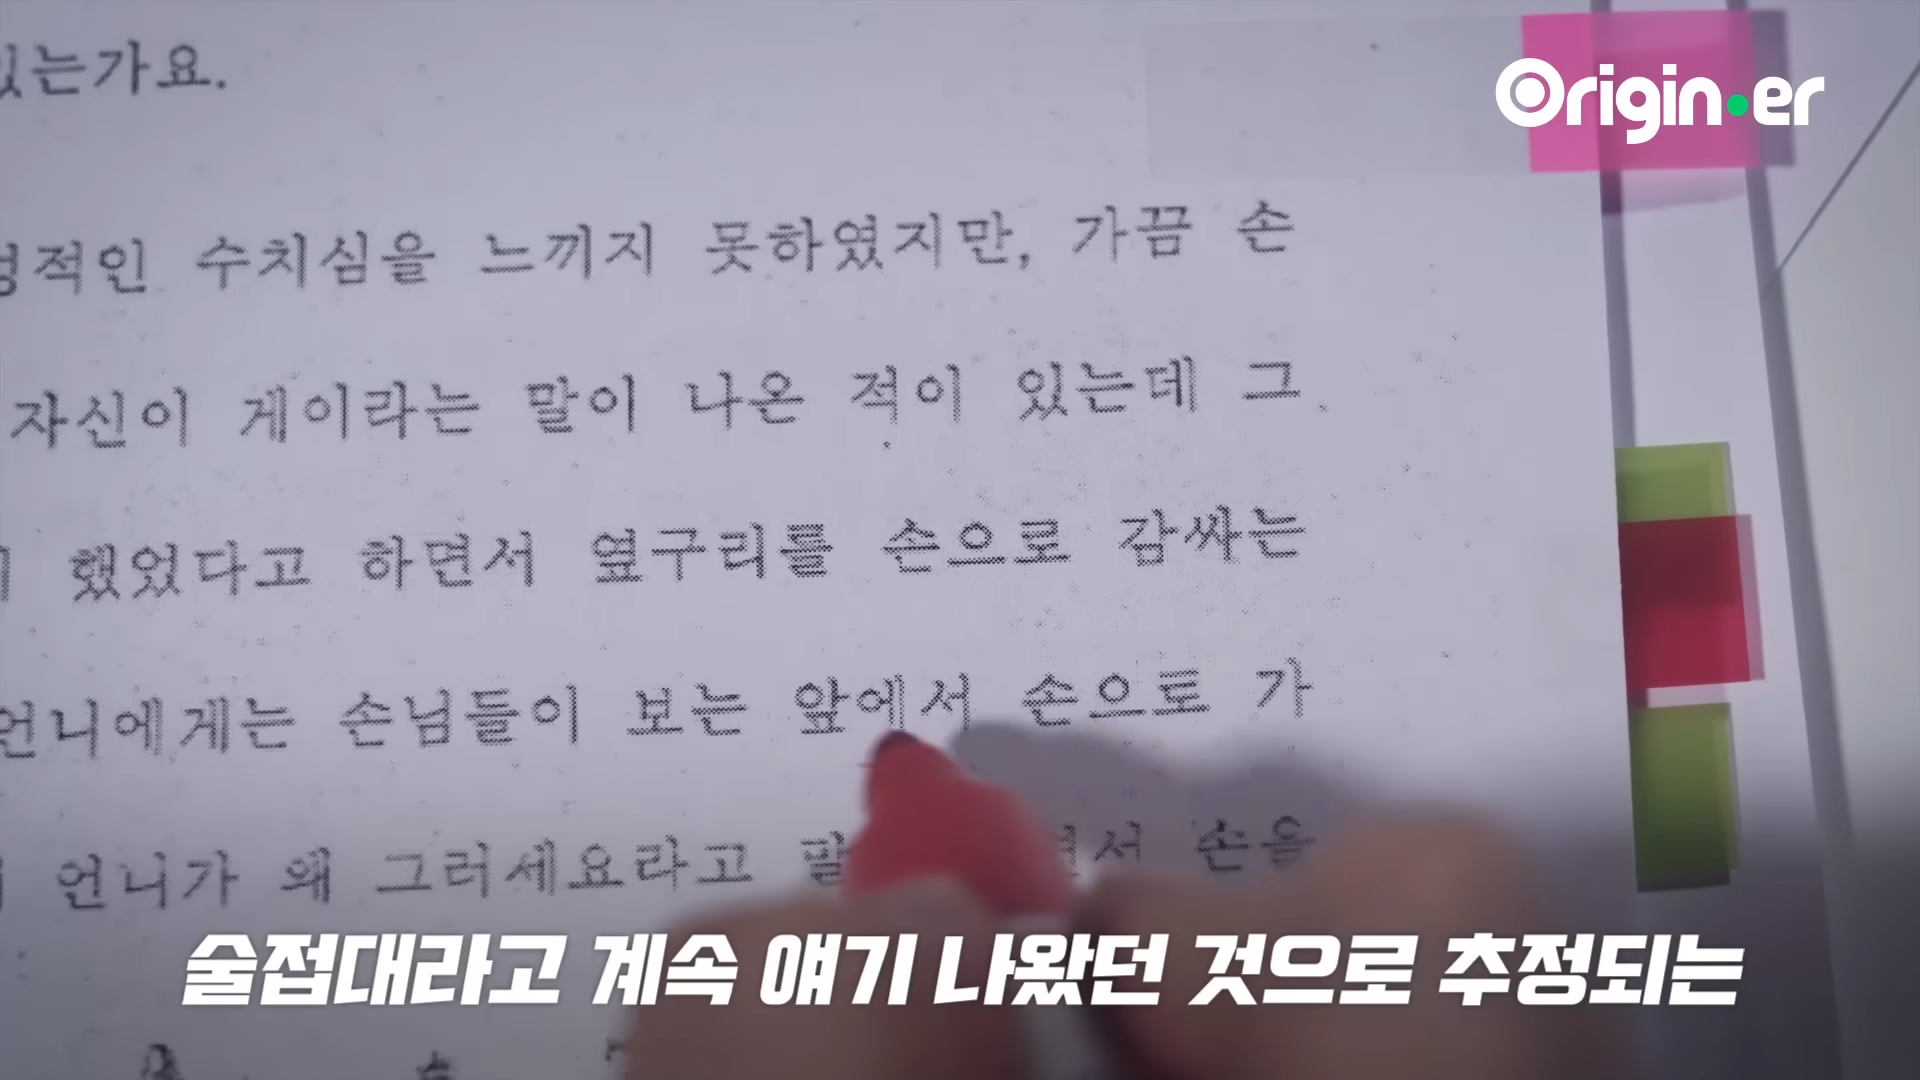 Origin.er
있는가요.
성적인 수치심을 느끼지 못하였지만, 가끔 손
자신이 게이라는 말이 나온 적이 있는데 그
했었다고 하면서 옆구리를 손으로 감싸는
언니에게는 손님들이 보는 앞에서 손으로 가
언니가 왜 그러세요라고 손을
술접대라고 계속 얘기 나왔던 것으로 추정되는